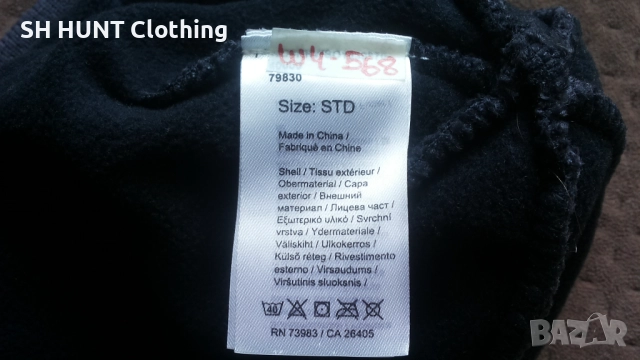 SH HUNT Clothing
W4-568
79830
Size: STD
Made in China /
Fabriqué en Chine
Shell / Tissu extérieur /
Obermaterial / Capa
exterior / Внешний
материал / Лицева част /
Εξωτερικό υλικό / Svrchní
vrstva / Ydermateriale /
Väliskiht / Ulkokerros /
Külső réteg / Rivestimento
esterno / Virsaudums /
Viršutinis sluoksnis /
40
RN 73983 / CA 26405
BAZAR